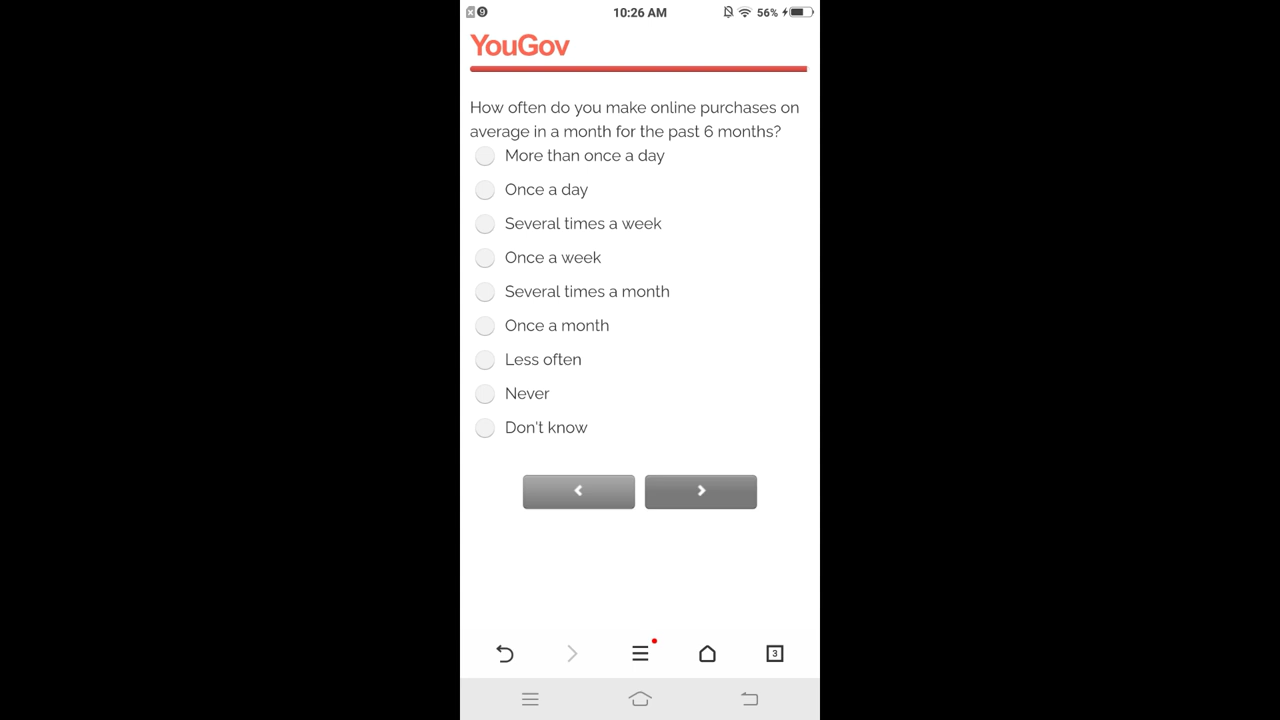 9 10:26 AM 56%
YouGov
How often do you make online purchases on
average in a month for the past 6 months?
More than once a day
Once a day
Several times a week
Once a week
Several times a month
Once a month
Less often
Never
Don't know
3